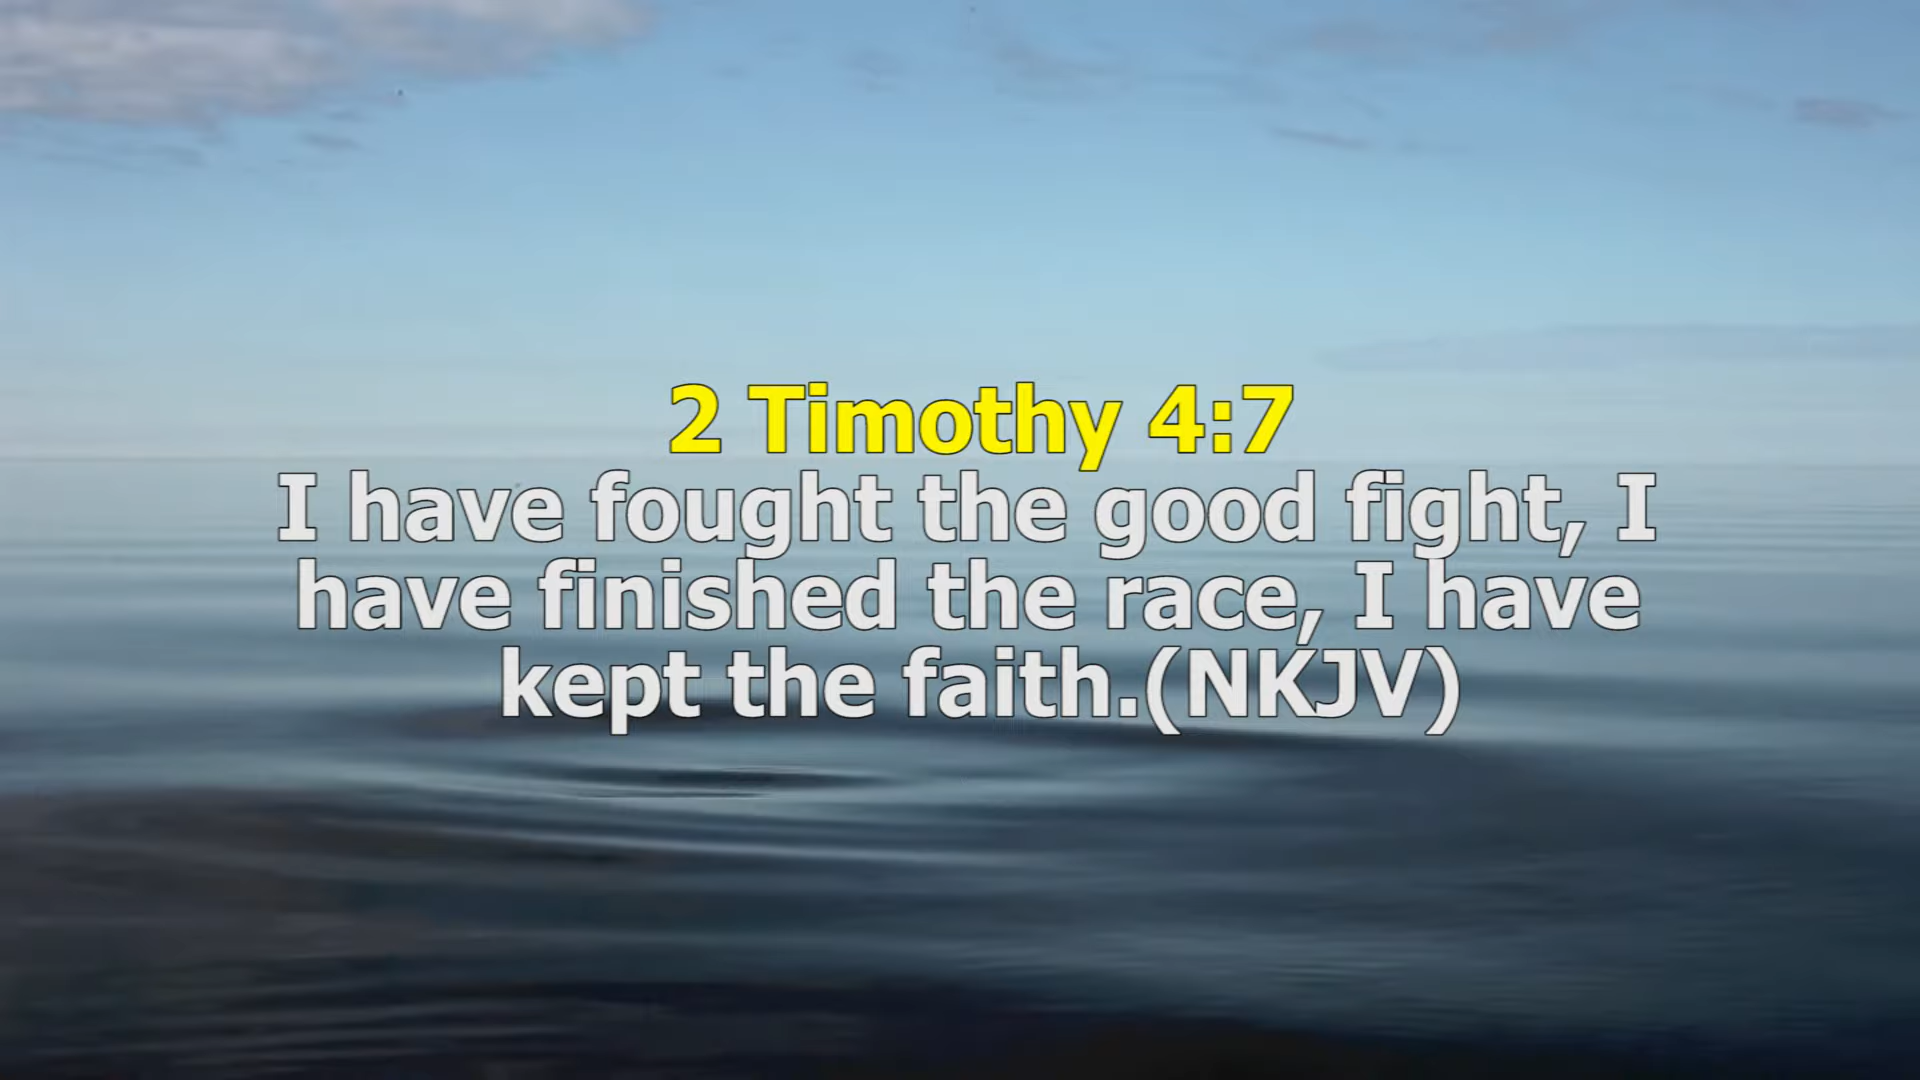 2 Timothy 4:7
I have fought the good fight, I
have finished the race, I have
kept the faith.(NKJV)